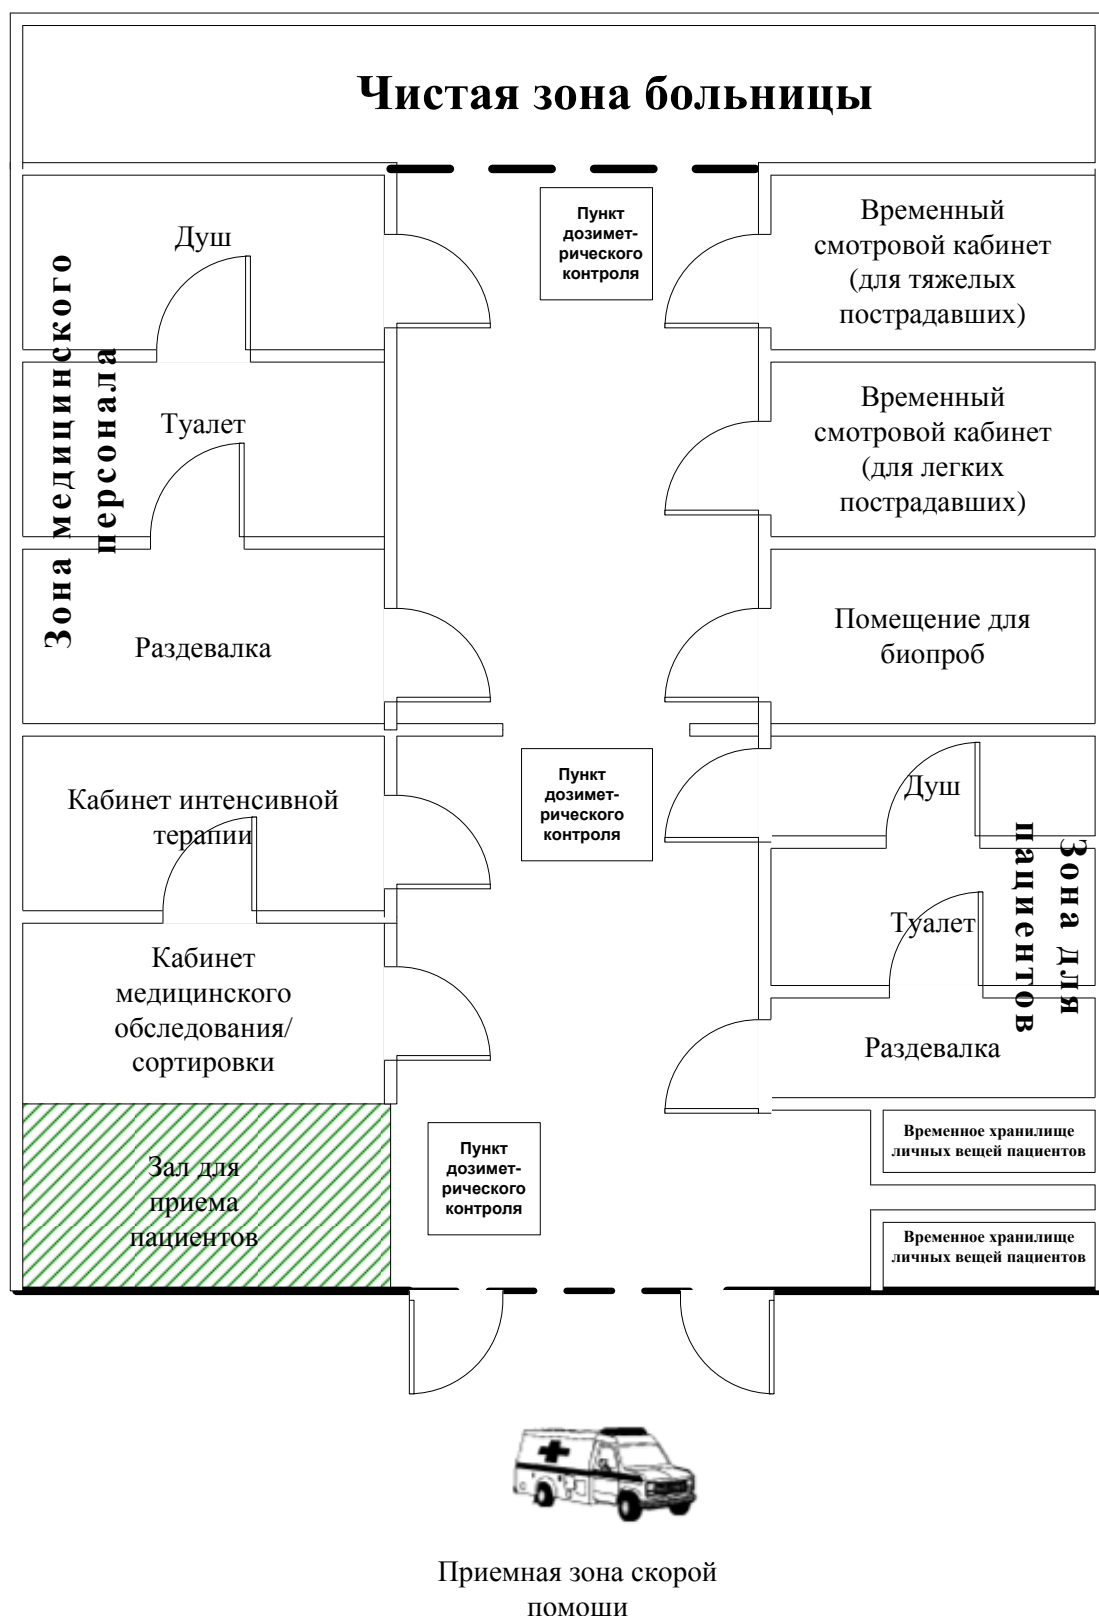 Чистая зона больницы
Пункт
дозимет-
рического
контроля
Душ
Временный
смотровой кабинет
(для тяжелых
пострадавших)
Зона медицинского
персонала
Туалет
Временный
смотровой кабинет
(для легких
пострадавших)
Раздевалка
Помещение для
биопроб
Кабинет интенсивной
терапии
Пункт
дозимет-
рического
контроля
Душ
Зона для
пациентов
Туалет
Кабинет
медицинского
обследования/
сортировки
Раздевалка
Зал для
приема
пациентов
Пункт
дозимет-
рического
контроля
Временное хранилище
личных вещей пациентов
Временное хранилище
личных вещей пациентов
Приемная зона скорой
помощи